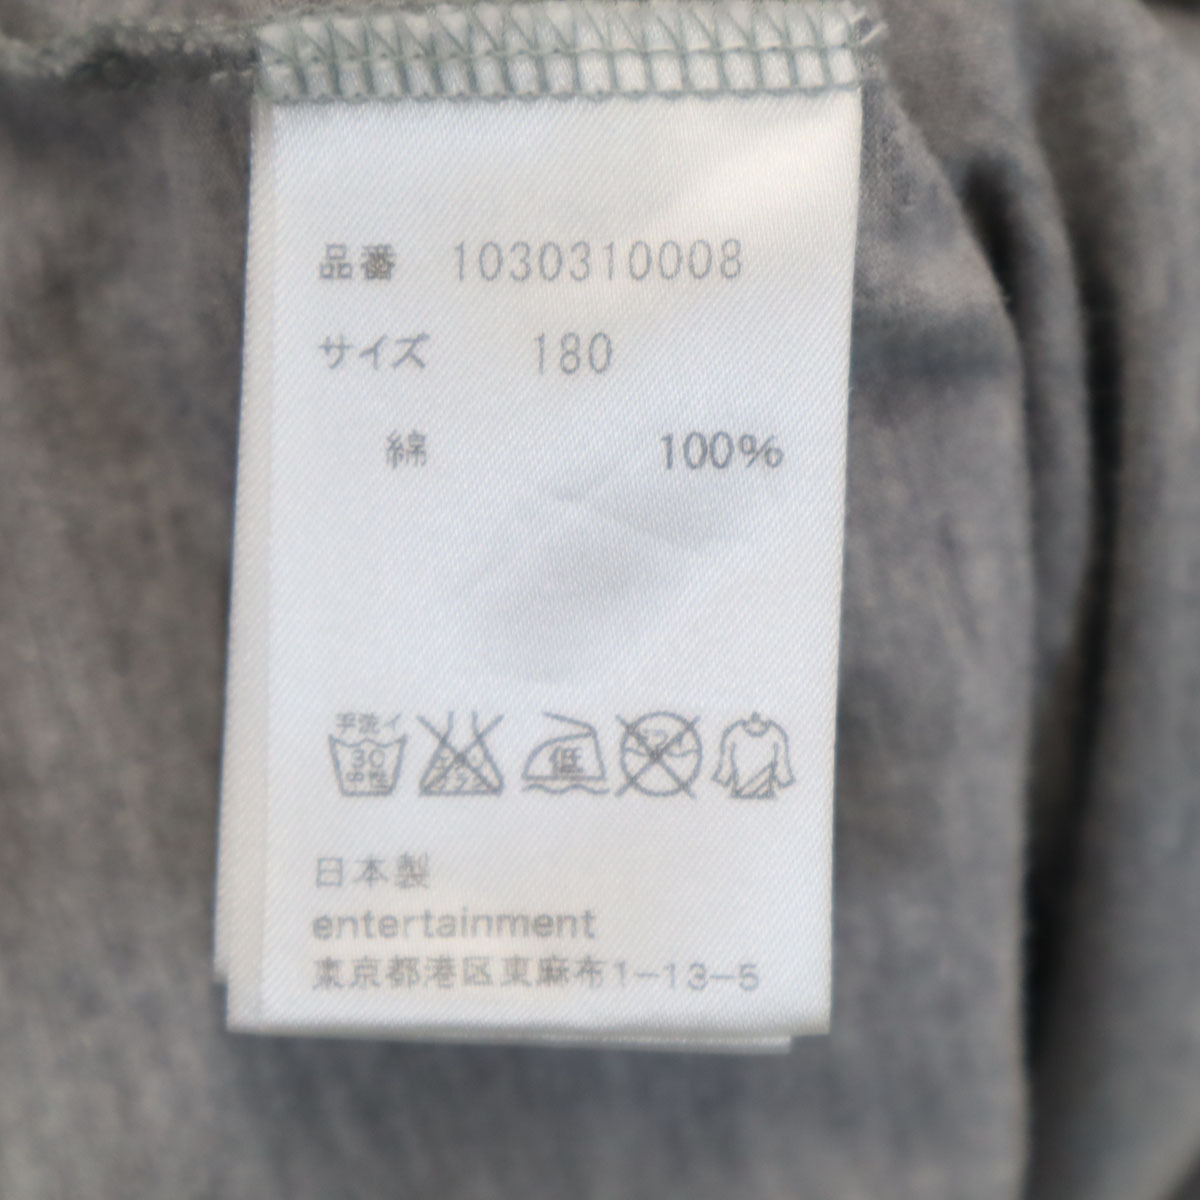 品番 1030310008
サイズ 180
綿 100%
手洗イ
30
中性
低
日本製
entertainment
東京都港区東麻布1-13-5